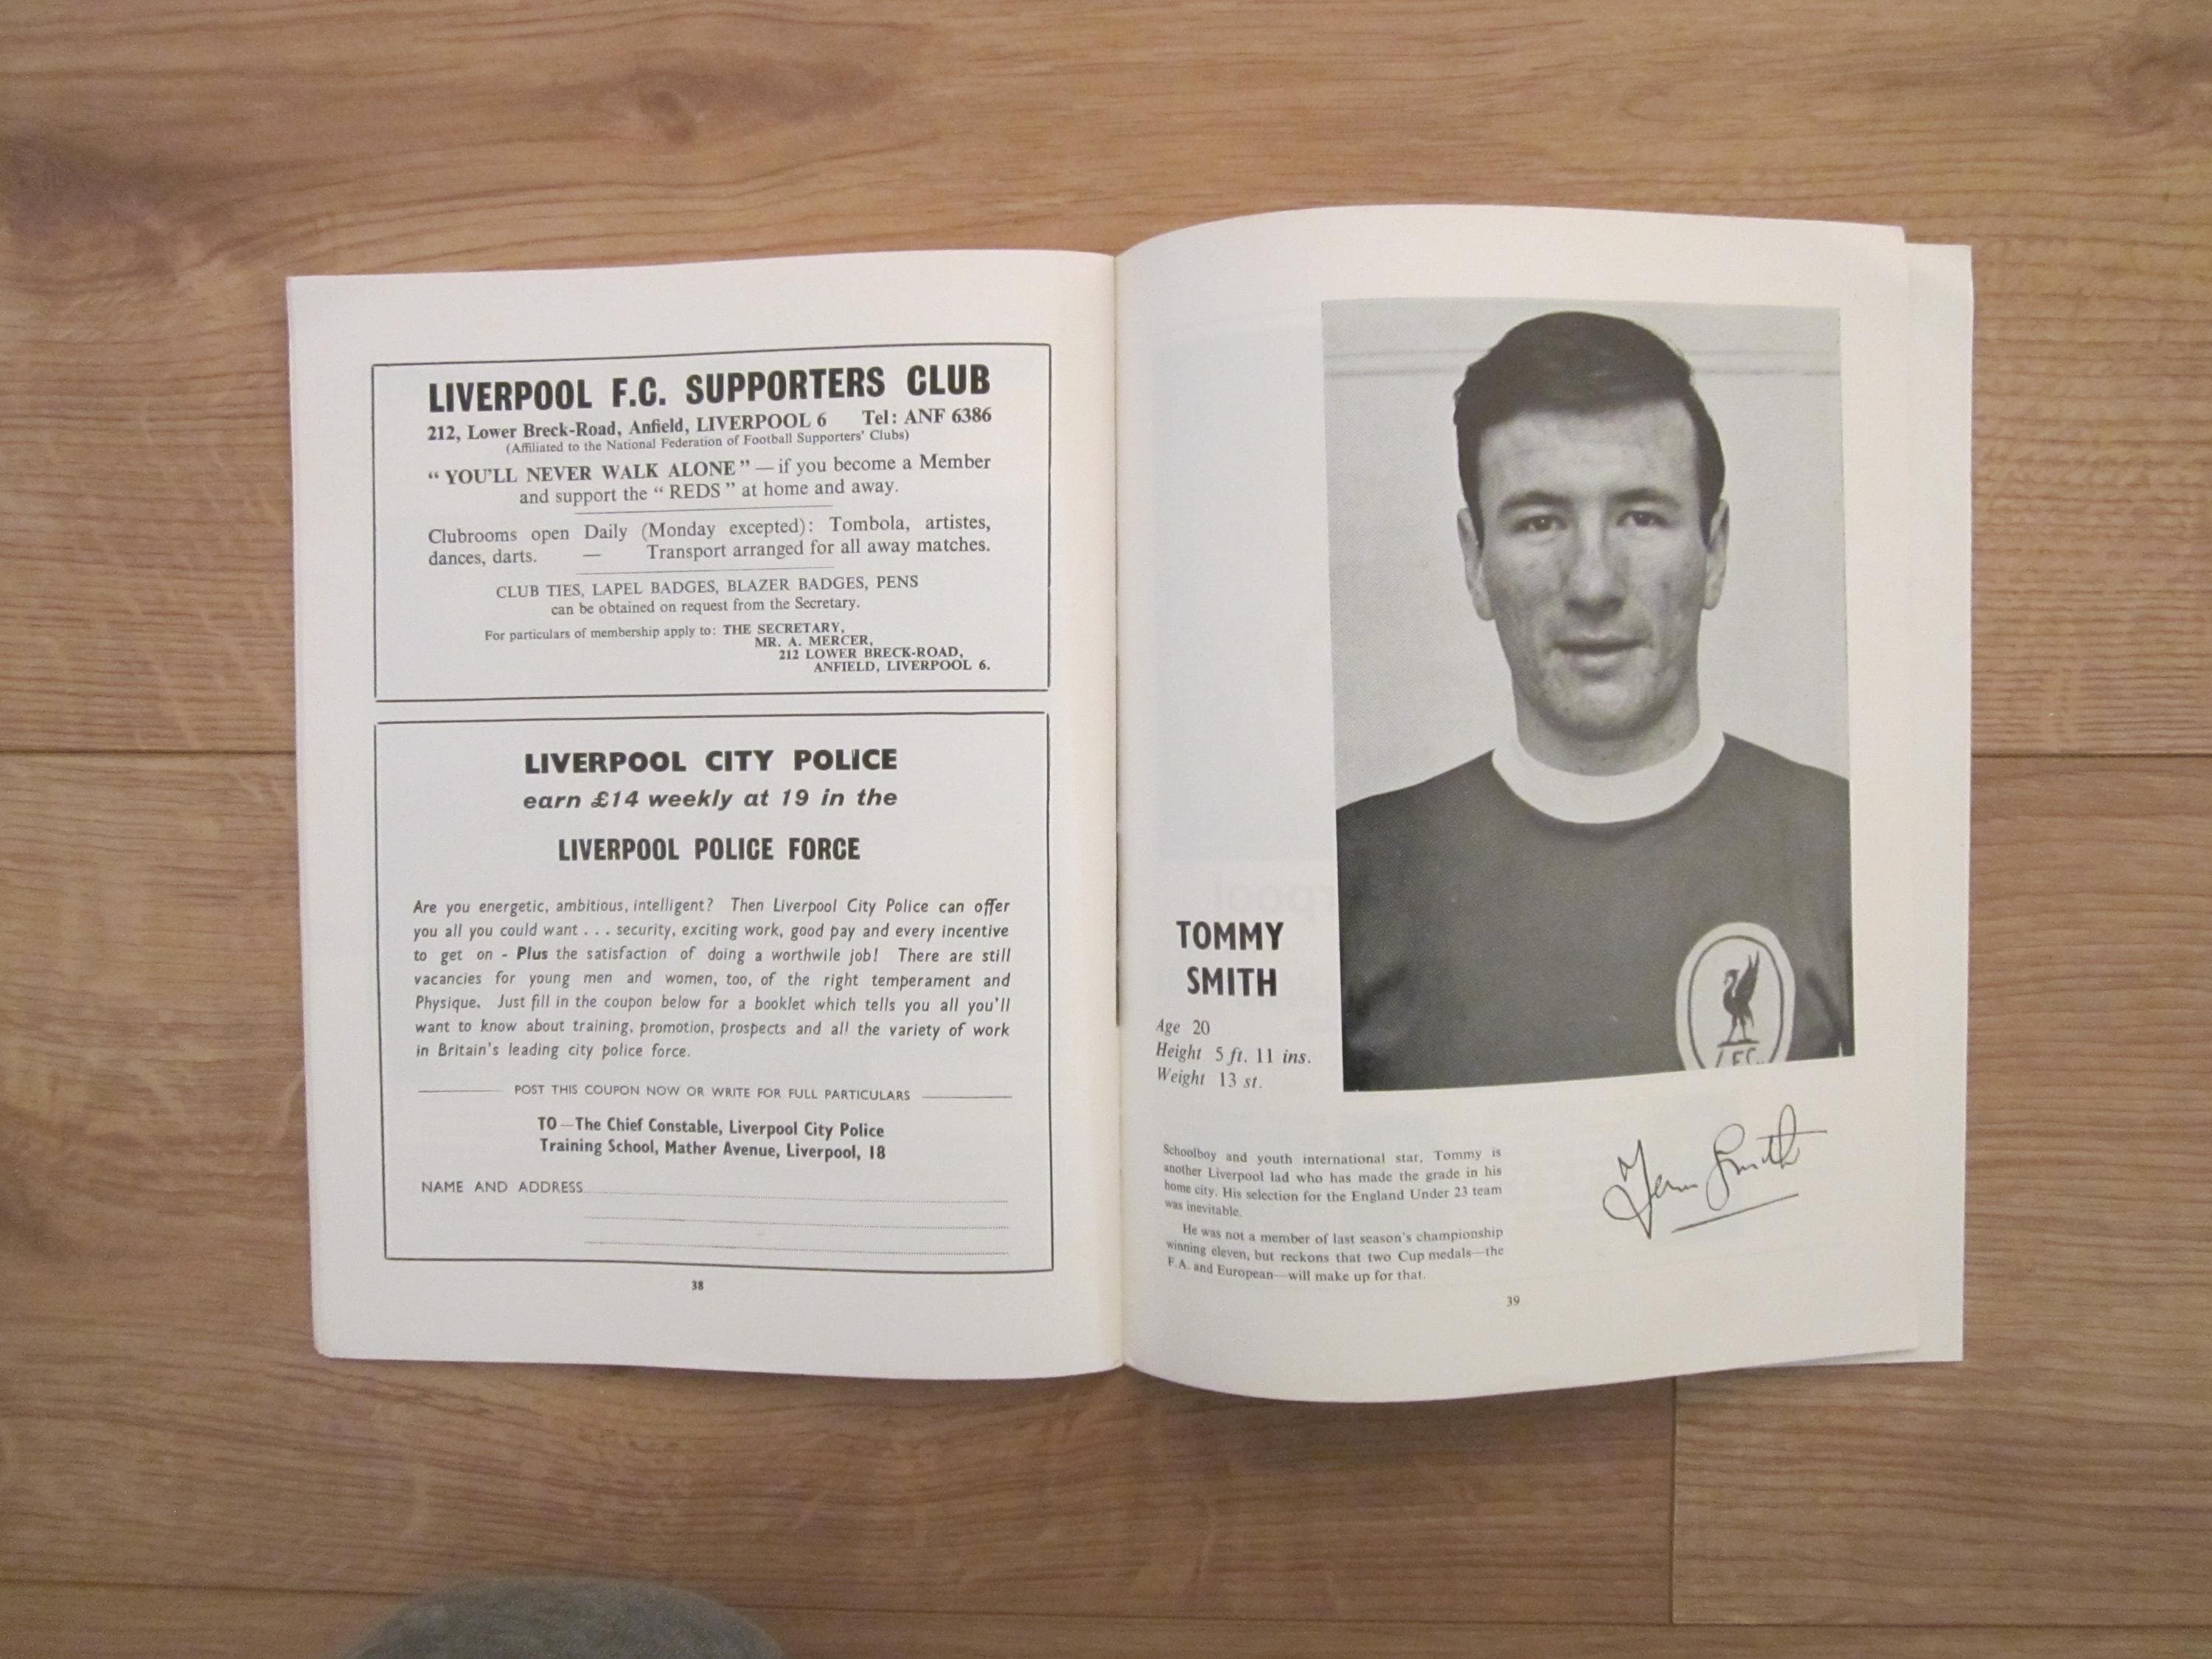 LIVERPOOL F.C. SUPPORTERS CLUB
212, Lower Breck-Road, Anfield, LIVERPOOL 6 Tel: ANF 6386
(Affiliated to the National Federation of Football Supporters' Clubs)
“ YOU'LL NEVER WALK ALONE ” — if you become a Member
and support the “ REDS ” at home and away.
Clubrooms open Daily (Monday excepted): Tombola, artistes,
dances, darts. — Transport arranged for all away matches.
CLUB TIES, LAPEL BADGES, BLAZER BADGES, PENS
can be obtained on request from the Secretary.
For particulars of membership apply to: THE SECRETARY,
MR. A. MERCER,
212 LOWER BRECK-ROAD,
ANFIELD, LIVERPOOL 6.
LIVERPOOL CITY POLICE
earn £14 weekly at 19 in the
LIVERPOOL POLICE FORCE
Are you energetic, ambitious, intelligent? Then Liverpool City Police can offer
you all you could want . . . security, exciting work, good pay and every incentive
to get on - Plus the satisfaction of doing a worthwhile job! There are still
vacancies for young men and women, too, of the right temperament and
Physique. Just fill in the coupon below for a booklet which tells you all you'll
want to know about training, promotion, prospects and all the variety of work
in Britain's leading city police force.
POST THIS COUPON NOW OR WRITE FOR FULL PARTICULARS
TO—The Chief Constable, Liverpool City Police
Training School, Mather Avenue, Liverpool, 18
NAME AND ADDRESS
38
TOMMY
SMITH
Age 20
Height 5 ft. 11 ins.
Weight 13 st.
LFC
Schoolboy and youth international star, Tommy is
another Liverpool lad who has made the grade in his
home city. His selection for the England Under 23 team
was inevitable.
He was not a member of last season's championship
winning eleven, but reckons that two Cup medals—the
F.A. and European—will make up for that.
Smith
39